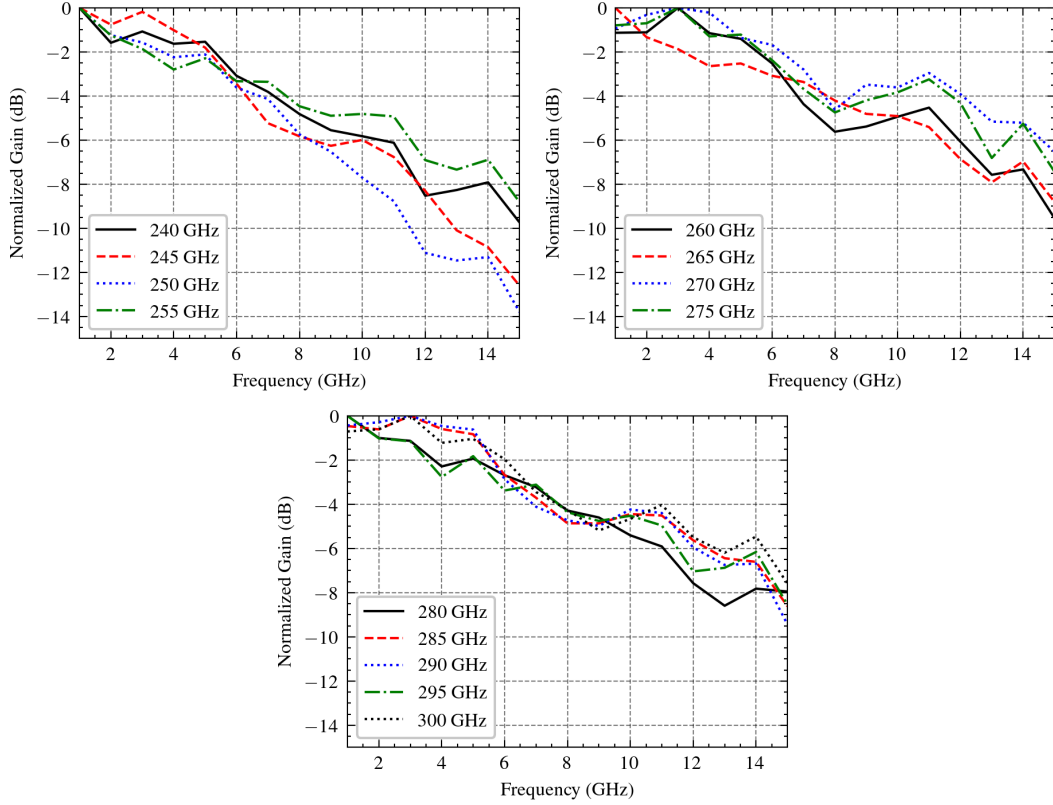 0
−2
−4
−6
−8
−10
−12
−14
Normalized Gain (dB)
240 GHz
245 GHz
250 GHz
255 GHz
2 4 6 8 10 12 14
Frequency (GHz)
0
−2
−4
−6
−8
−10
−12
−14
Normalized Gain (dB)
260 GHz
265 GHz
270 GHz
275 GHz
2 4 6 8 10 12 14
Frequency (GHz)
0
−2
−4
−6
−8
−10
−12
−14
Normalized Gain (dB)
280 GHz
285 GHz
290 GHz
295 GHz
300 GHz
2 4 6 8 10 12 14
Frequency (GHz)